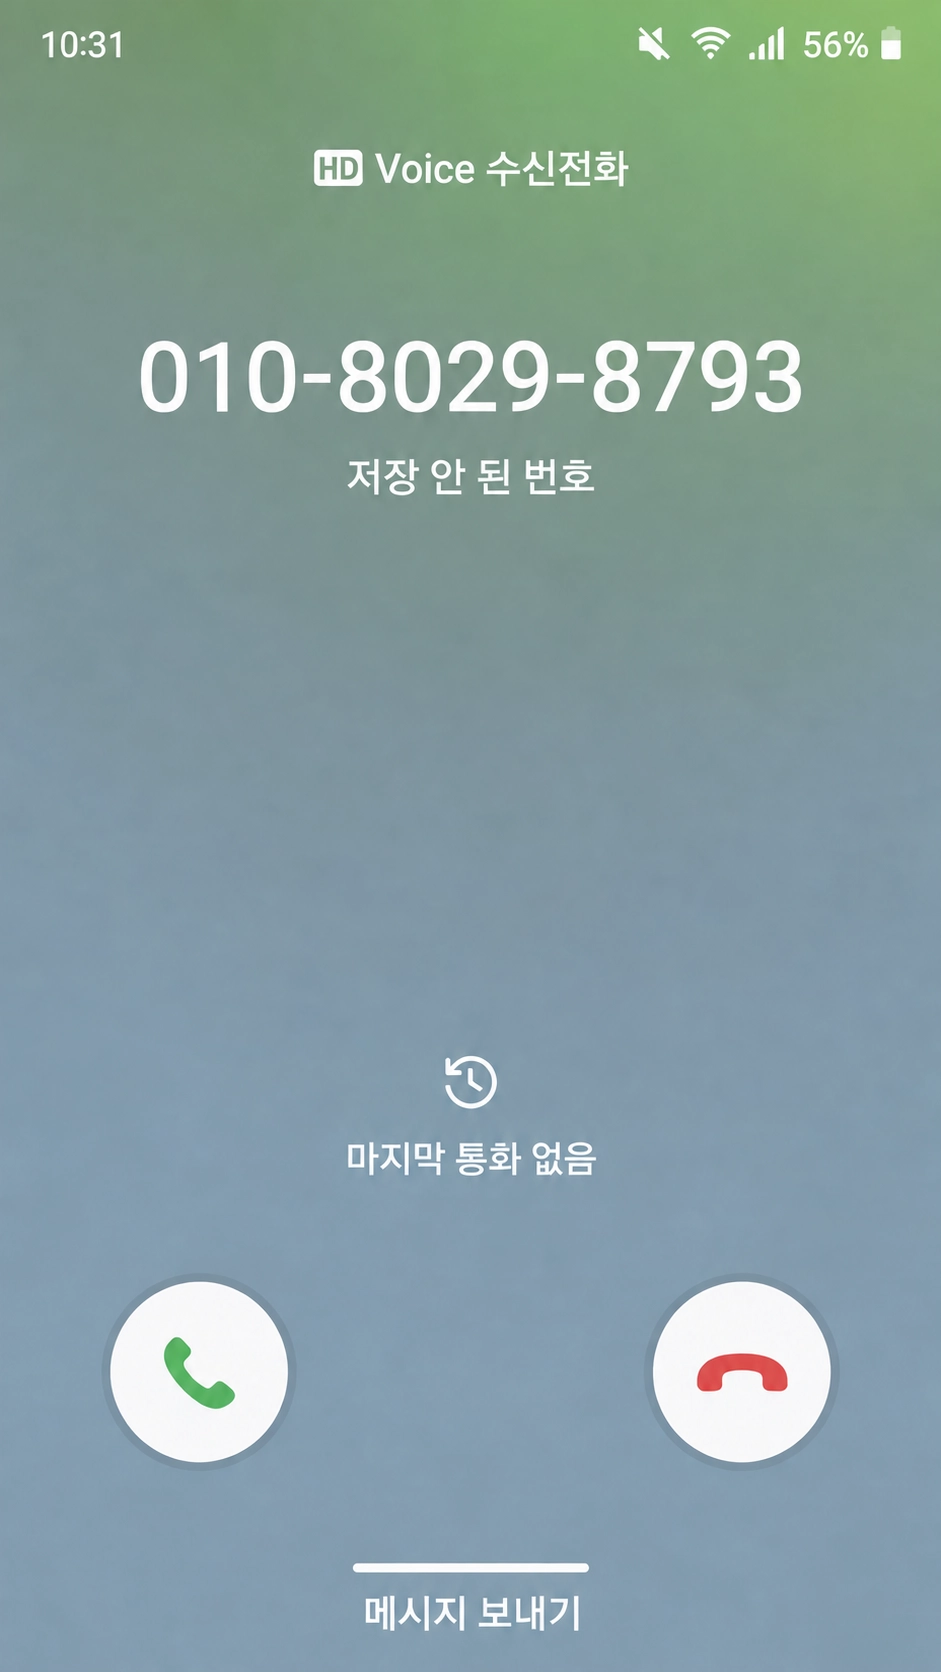 10:31 56%
HD Voice 수신전화
010-8029-8793
저장 안 된 번호
마지막 통화 없음
메시지 보내기